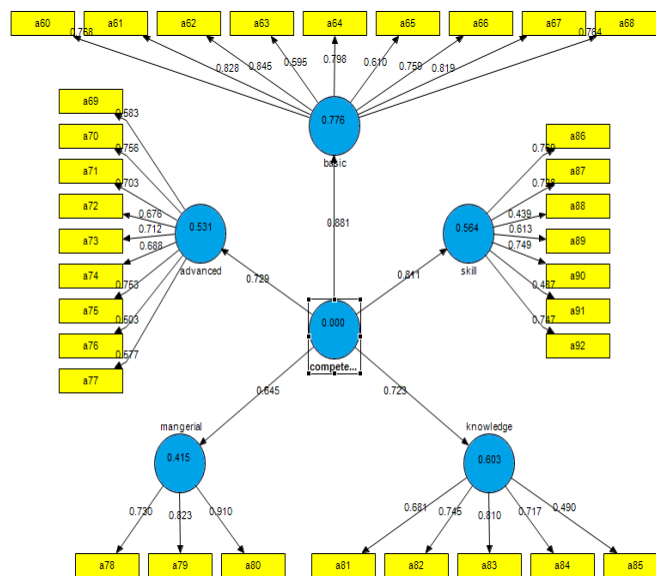 a60 a61 a62 a63 a64 a65 a66 a67 a68
0.768 0.828 0.845 0.595 0.798 0.610 0.759 0.819 0.764
0.776
basic
a69
0.583
a70
0.756
a71
0.703
a72
0.676
a73
0.712
a74
0.688
a75
0.753
a76
0.503
a77
0.577
0.531
advanced
a86
0.759
a87
0.728
a88
0.439
a89
0.613
a90
0.749
a91
0.487
a92
0.747
0.564
skill
0.881
0.729
0.811
0.000
compete...
0.645
0.723
mangerial
0.415
knowledge
0.603
0.730 0.823 0.910
0.681 0.745 0.810 0.717 0.490
a78 a79 a80 a81 a82 a83 a84 a85